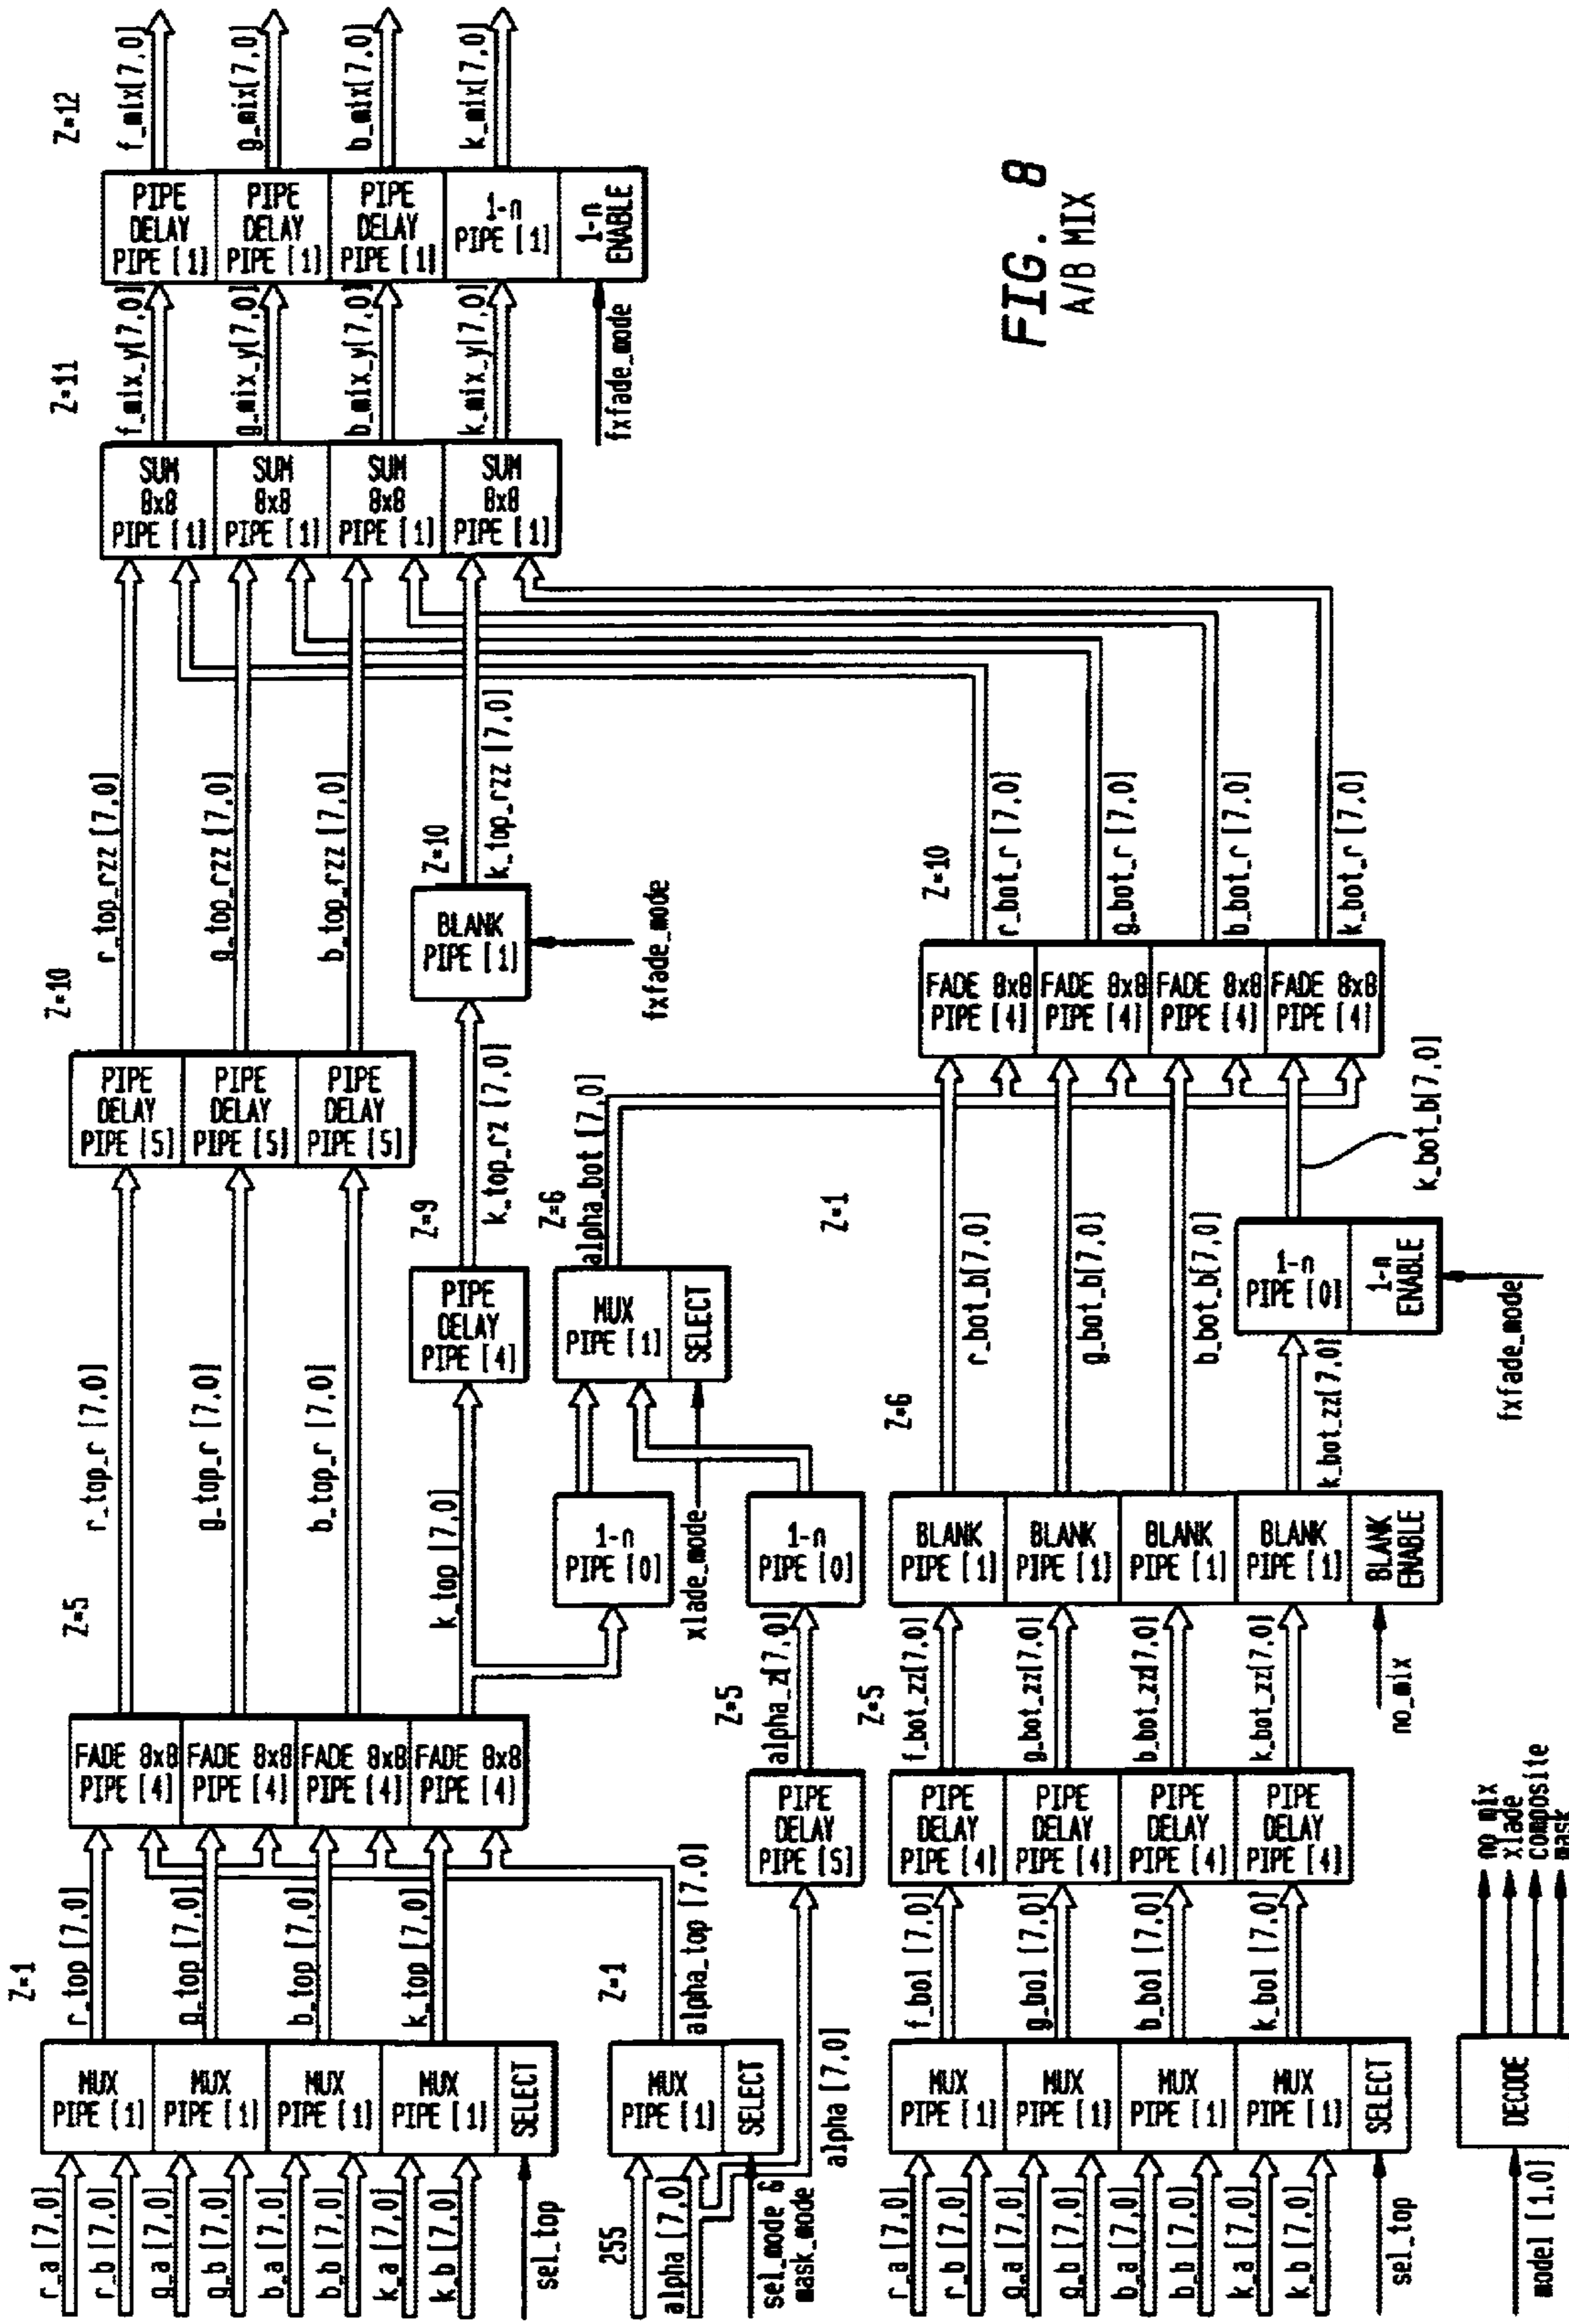 Z=1
Z=5
Z=10
Z=11
Z=12
r_a [7,0]
r_b [7,0]
g_a [7,0]
g_b [7,0]
b_a [7,0]
b_b [7,0]
k_a [7,0]
k_b [7,0]
sel_top
MUX
PIPE [1]
MUX
PIPE [1]
MUX
PIPE [1]
MUX
PIPE [1]
SELECT
r_top [7,0]
g_top [7,0]
b_top [7,0]
k_top [7,0]
FADE 8x8
PIPE [4]
FADE 8x8
PIPE [4]
FADE 8x8
PIPE [4]
FADE 8x8
PIPE [4]
r_top_r [7,0]
g_top_r [7,0]
b_top_r [7,0]
k_top [7,0]
PIPE
DELAY
PIPE [5]
PIPE
DELAY
PIPE [5]
PIPE
DELAY
PIPE [5]
r_top_rzz [7,0]
g_top_rzz [7,0]
b_top_rzz [7,0]
PIPE
DELAY
PIPE [4]
Z=9
k_top_rz [7,0]
BLANK
PIPE [1]
fxfade_mode
Z=10
k_top_rzz [7,0]
SUM
8x8
PIPE [1]
SUM
8x8
PIPE [1]
SUM
8x8
PIPE [1]
SUM
8x8
PIPE [1]
f_mix_y[7,0]
g_mix_y[7,0]
b_mix_y[7,0]
k_mix_y[7,0]
fxfade_mode
PIPE
DELAY
PIPE [1]
PIPE
DELAY
PIPE [1]
PIPE
DELAY
PIPE [1]
1-n
PIPE [1]
1-n
ENABLE
f_mix[7,0]
g_mix[7,0]
b_mix[7,0]
k_mix[7,0]
255
alpha [7,0]
sel_mode &
mask_mode
MUX
PIPE [1]
SELECT
Z=1
alpha_top [7,0]
alpha [7,0]
PIPE
DELAY
PIPE [5]
Z=5
alpha_z[7,0]
1-n
PIPE [0]
1-n
PIPE [0]
xlade_mode
MUX
PIPE [1]
SELECT
Z=6
alpha_bot [7,0]
r_a [7,0]
r_b [7,0]
g_a [7,0]
g_b [7,0]
b_a [7,0]
b_b [7,0]
k_a [7,0]
k_b [7,0]
sel_top
MUX
PIPE [1]
MUX
PIPE [1]
MUX
PIPE [1]
MUX
PIPE [1]
SELECT
f_bol [7,0]
g_bol [7,0]
b_bol [7,0]
k_bol [7,0]
PIPE
DELAY
PIPE [4]
PIPE
DELAY
PIPE [4]
PIPE
DELAY
PIPE [4]
PIPE
DELAY
PIPE [4]
Z=5
f_bot_zz[7,0]
g_bot_zz[7,0]
b_bot_zz[7,0]
k_bot_zz[7,0]
no_mix
BLANK
PIPE [1]
BLANK
PIPE [1]
BLANK
PIPE [1]
BLANK
PIPE [1]
BLANK
ENABLE
Z=6
Z=1
r_bot_b[7,0]
g_bot_b[7,0]
b_bot_b[7,0]
k_bot_zz[7,0]
1-n
PIPE [0]
1-n
ENABLE
fxfade_mode
k_bot_b[7,0]
FADE 8x8
PIPE [4]
FADE 8x8
PIPE [4]
FADE 8x8
PIPE [4]
FADE 8x8
PIPE [4]
Z=10
r_bot_r [7,0]
g_bot_r [7,0]
b_bot_r [7,0]
k_bot_r [7,0]
model [1,0]
DECODE
no mix
xlade
composite
mask
FIG. 8
A/B MIX